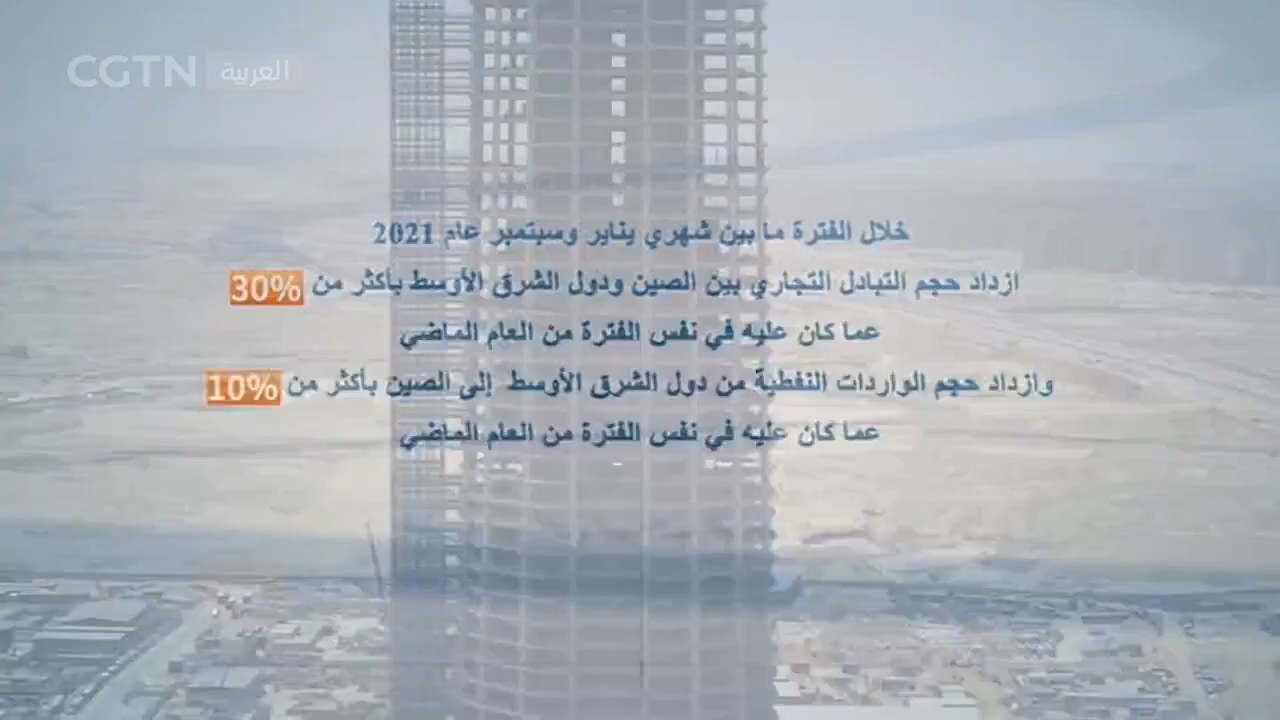 CGTN العربية
خلال الفترة ما بين شهري يناير وسبتمبر عام 2021
ازداد حجم التبادل التجاري بين الصين ودول الشرق الأوسط بأكثر من 30%
عما كان عليه في نفس الفترة من العام الماضي
وازداد حجم الواردات النفطية من دول الشرق الأوسط إلى الصين بأكثر من 10%
عما كان عليه في نفس الفترة من العام الماضي